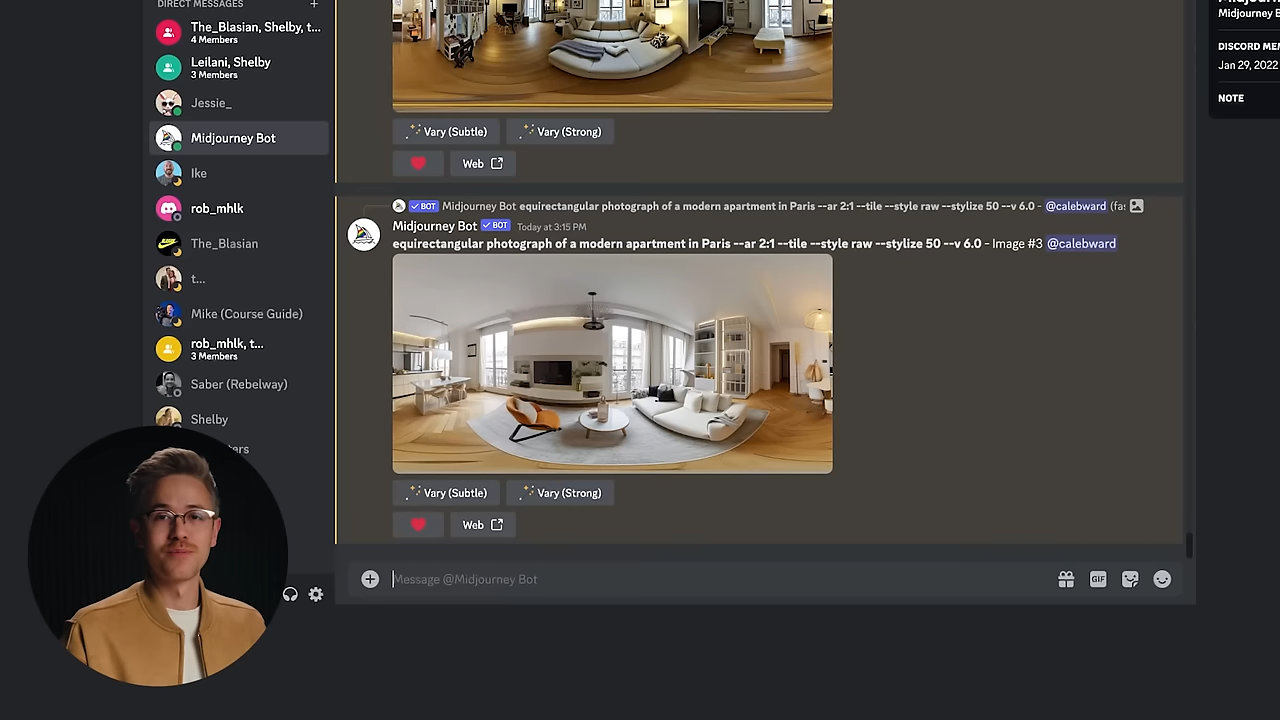 DIRECT MESSAGES
The_Blasian, Shelby, t...
4 Members
Leilani, Shelby
3 Members
Jessie_
Midjourney Bot
Ike
rob_mhlk
The_Blasian
t...
Mike (Course Guide)
rob_mhlk, t...
3 Members
Saber (Rebelway)
Shelby
Vary (Subtle) Vary (Strong)
Web
BOT Midjourney Bot equirectangular photograph of a modern apartment in Paris --ar 2:1 --tile --style raw --stylize 50 --v 6.0 - @calebward (fas
Midjourney Bot BOT Today at 3:15 PM
equirectangular photograph of a modern apartment in Paris --ar 2:1 --tile --style raw --stylize 50 --v 6.0 - Image #3 @calebward
Vary (Subtle) Vary (Strong)
Web
Message @Midjourney Bot
GIF
Midjourney B
DISCORD MEM
Jan 29, 2022
NOTE